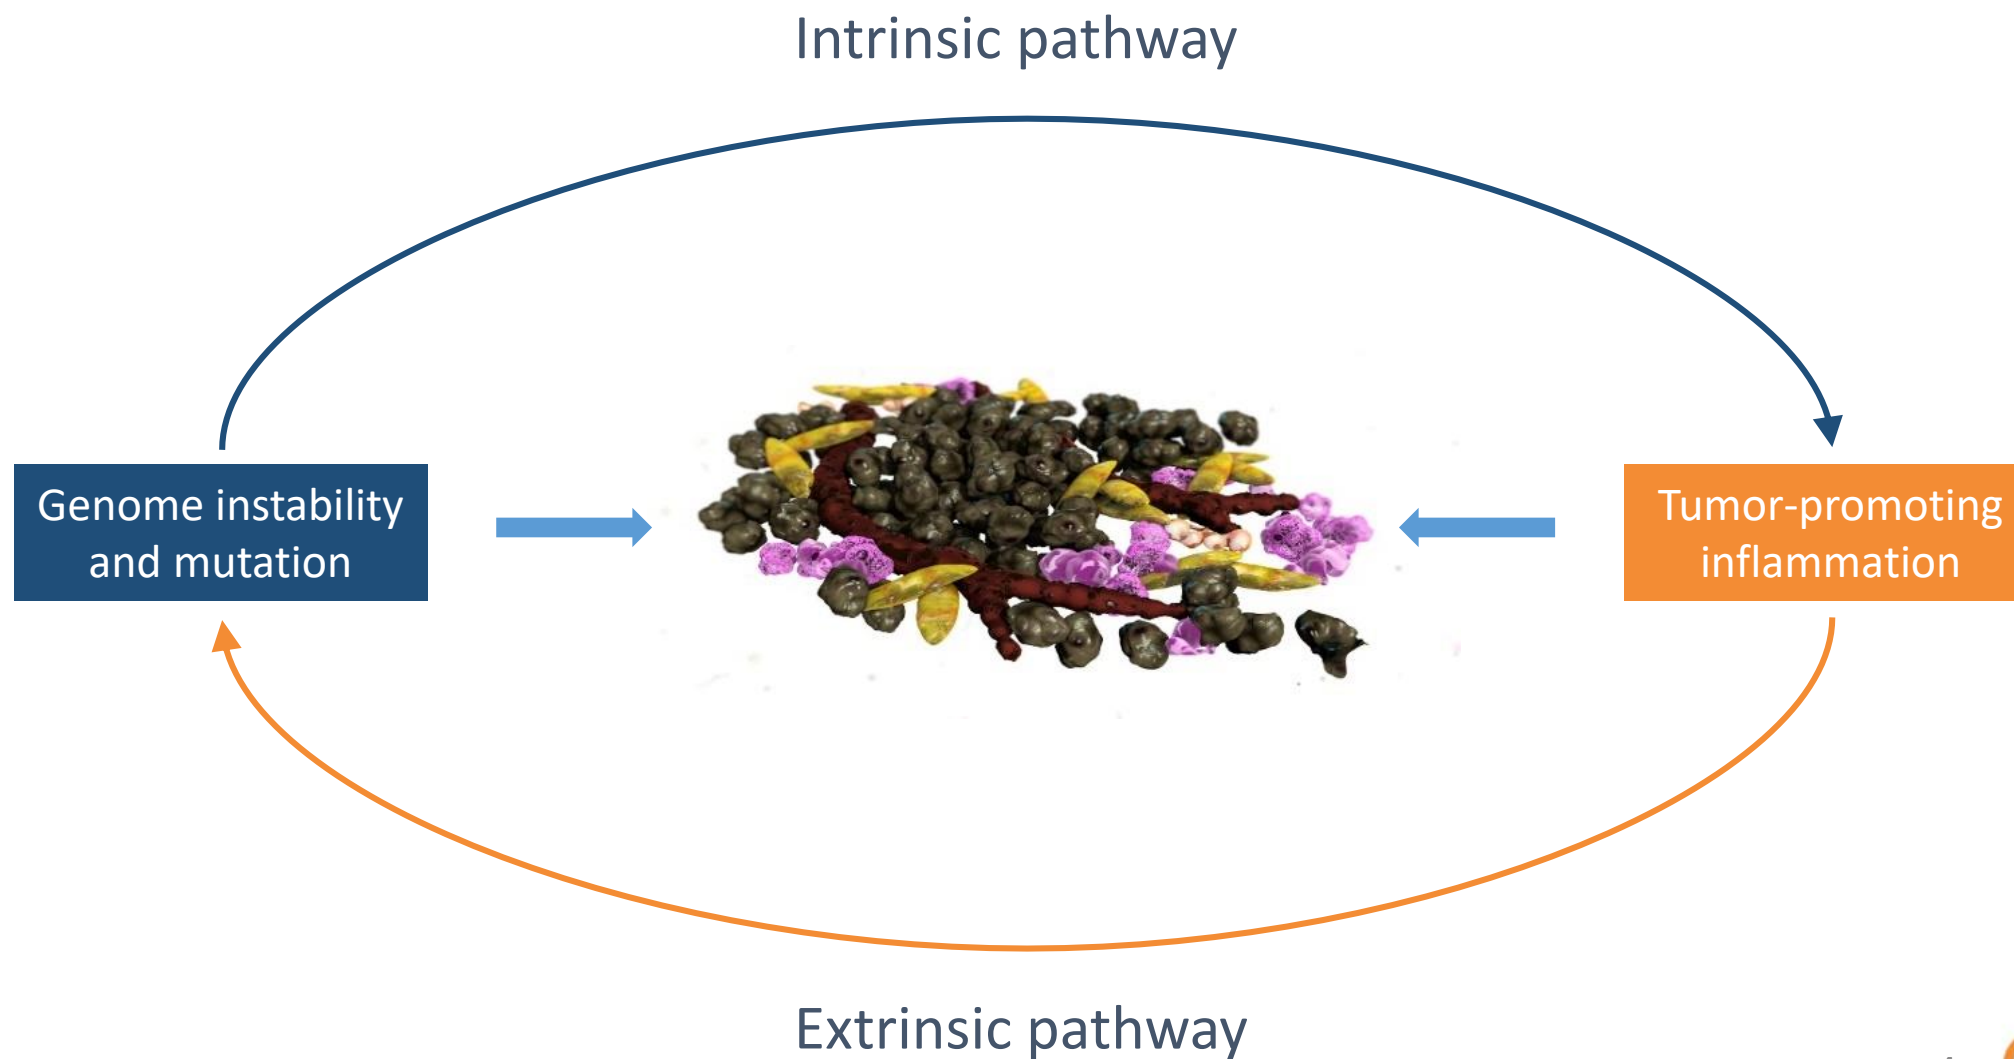 Intrinsic pathway
Genome instability
and mutation
Tumor-promoting
inflammation
Extrinsic pathway